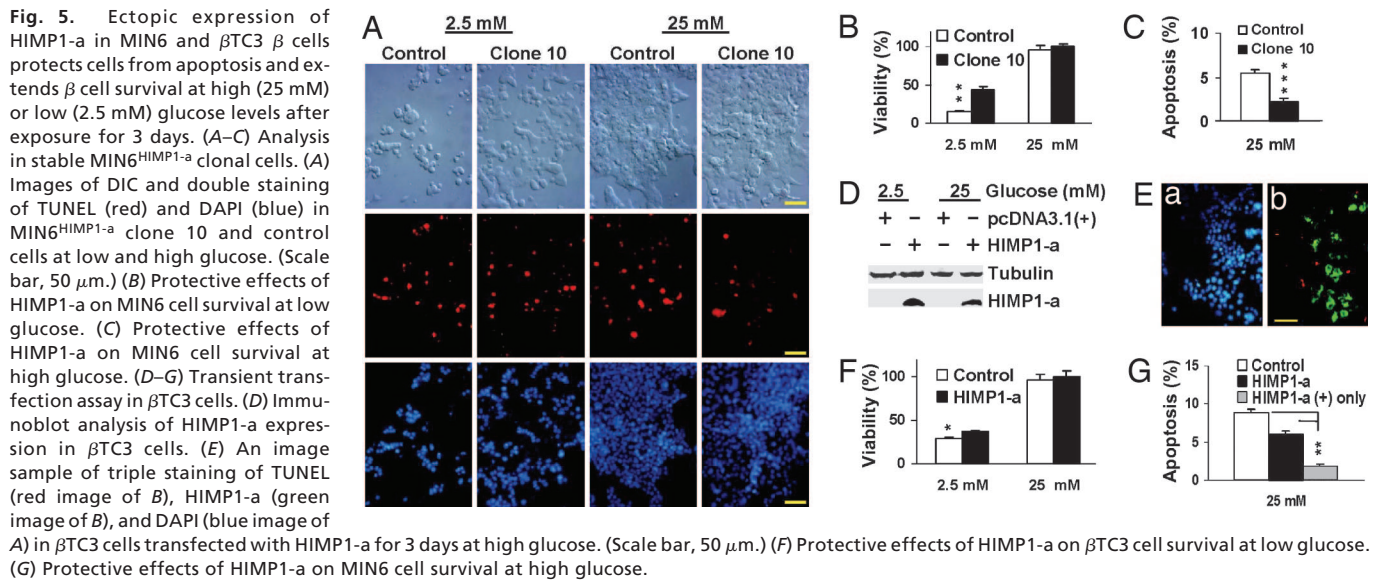 Fig. 5. Ectopic expression of
HIMP1-a in MIN6 and βTC3 β cells
protects cells from apoptosis and ex-
tends β cell survival at high (25 mM)
or low (2.5 mM) glucose levels after
exposure for 3 days. (A–C) Analysis
in stable MIN6HIMP1-a clonal cells. (A)
Images of DIC and double staining
of TUNEL (red) and DAPI (blue) in
MIN6HIMP1-a clone 10 and control
cells at low and high glucose. (Scale
bar, 50 μm.) (B) Protective effects of
HIMP1-a on MIN6 cell survival at low
glucose. (C) Protective effects of
HIMP1-a on MIN6 cell survival at
high glucose. (D–G) Transient trans-
fection assay in βTC3 cells. (D) Immu-
noblot analysis of HIMP1-a expres-
sion in βTC3 cells. (E) An image
sample of triple staining of TUNEL
(red image of B), HIMP1-a (green
image of B), and DAPI (blue image of
A) in βTC3 cells transfected with HIMP1-a for 3 days at high glucose. (Scale bar, 50 μm.) (F) Protective effects of HIMP1-a on βTC3 cell survival at low glucose.
(G) Protective effects of HIMP1-a on MIN6 cell survival at high glucose.
A
2.5 mM 25 mM
Control Clone 10 Control Clone 10
B
Control
Clone 10
Viability (%)
100
50
0
**
2.5 mM 25 mM
C
Control
Clone 10
Apoptosis (%)
10
5
0
***
25 mM
D
2.5 25 Glucose (mM)
+ − + − pcDNA3.1(+)
− + − + HIMP1-a
Tubulin
HIMP1-a
E
a b
F
Control
HIMP1-a
Viability (%)
100
50
0
*
2.5 mM 25 mM
G
Control
HIMP1-a
HIMP1-a (+) only
Apoptosis (%)
15
10
5
0
**
25 mM